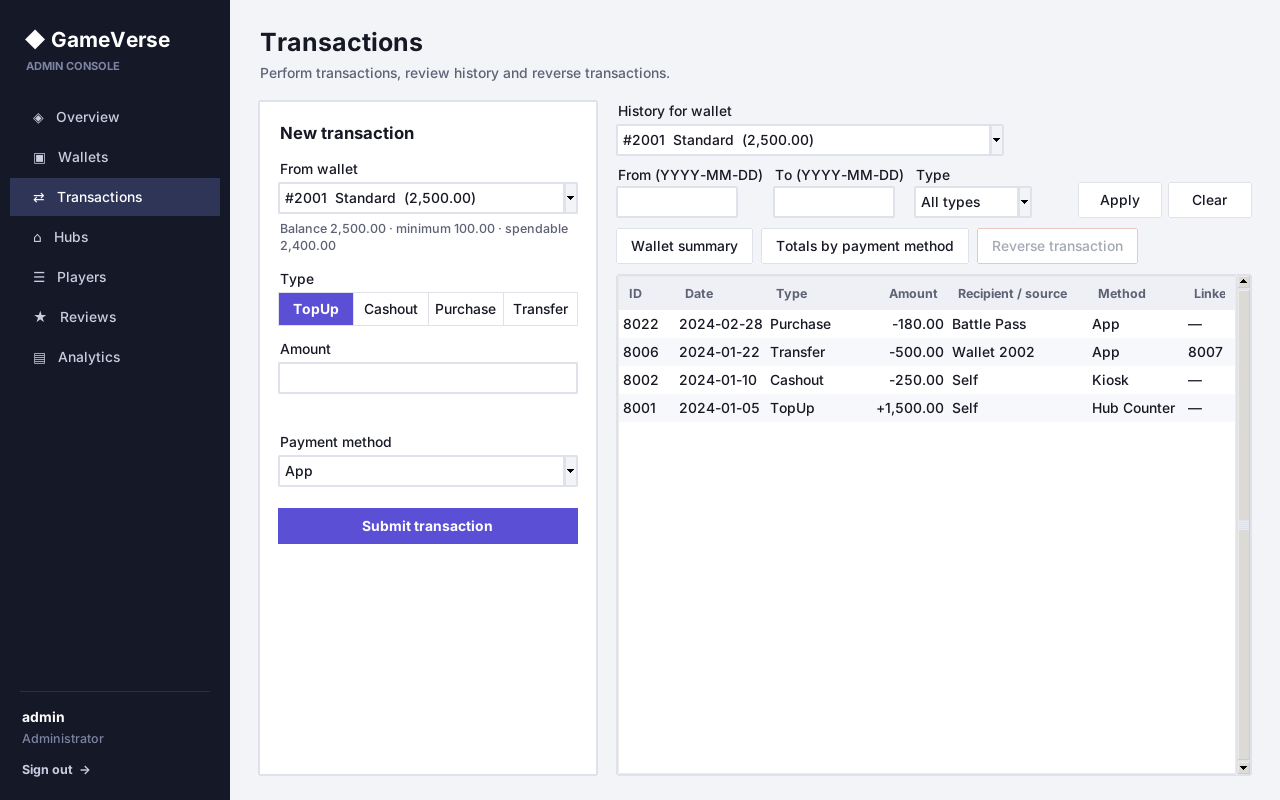 ◆ GameVerse
ADMIN CONSOLE
◈ Overview
▣ Wallets
⇄ Transactions
⌂ Hubs
☰ Players
★ Reviews
▤ Analytics
admin
Administrator
Sign out →
Transactions
Perform transactions, review history and reverse transactions.
New transaction
From wallet
#2001 Standard (2,500.00)
Balance 2,500.00 · minimum 100.00 · spendable
2,400.00
Type
TopUp Cashout Purchase Transfer
Amount
Payment method
App
Submit transaction
History for wallet
#2001 Standard (2,500.00)
From (YYYY-MM-DD) To (YYYY-MM-DD) Type
All types Apply Clear
Wallet summary Totals by payment method Reverse transaction
ID Date Type Amount Recipient / source Method Linke
8022 2024-02-28 Purchase -180.00 Battle Pass App —
8006 2024-01-22 Transfer -500.00 Wallet 2002 App 8007
8002 2024-01-10 Cashout -250.00 Self Kiosk —
8001 2024-01-05 TopUp +1,500.00 Self Hub Counter —